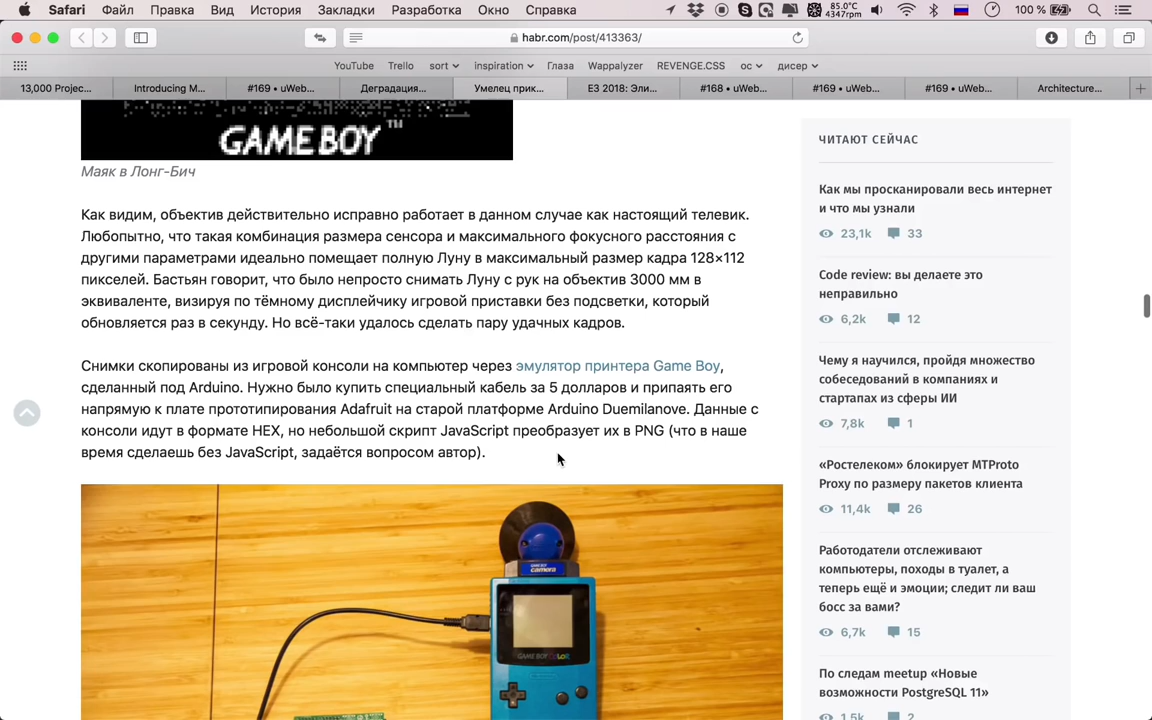 Safari Файл Правка Вид История Закладки Разработка Окно Справка
85.0°C
4347rpm
100 %
habr.com/post/413363/
YouTube Trello sort inspiration Глаза Wappalyzer REVENGE.CSS ос дисер
13,000 Projec... Introducing M... #169 • uWeb... Деградация... Умелец прик... E3 2018: Эли... #168 • uWeb... #169 • uWeb... #169 • uWeb... Architecture...
GAME BOY™
Маяк в Лонг-Бич
Как видим, объектив действительно исправно работает в данном случае как настоящий телевик.
Любопытно, что такая комбинация размера сенсора и максимального фокусного расстояния с
другими параметрами идеально помещает полную Луну в максимальный размер кадра 128×112
пикселей. Бастьян говорит, что было непросто снимать Луну с рук на объектив 3000 мм в
эквиваленте, визируя по тёмному дисплейчику игровой приставки без подсветки, который
обновляется раз в секунду. Но всё-таки удалось сделать пару удачных кадров.
Снимки скопированы из игровой консоли на компьютер через эмулятор принтера Game Boy,
сделанный под Arduino. Нужно было купить специальный кабель за 5 долларов и припаять его
напрямую к плате прототипирования Adafruit на старой платформе Arduino Duemilanove. Данные с
консоли идут в формате HEX, но небольшой скрипт JavaScript преобразует их в PNG (что в наше
время сделаешь без JavaScript, задаётся вопросом автор).
GAME BOY
camera
GAME BOY COLOR
ЧИТАЮТ СЕЙЧАС
Как мы просканировали весь интернет
и что мы узнали
23,1k 33
Code review: вы делаете это
неправильно
6,2k 12
Чему я научился, пройдя множество
собеседований в компаниях и
стартапах из сферы ИИ
7,8k 1
«Ростелеком» блокирует MTProto
Proxy по размеру пакетов клиента
11,4k 26
Работодатели отслеживают
компьютеры, походы в туалет, а
теперь ещё и эмоции; следит ли ваш
босс за вами?
6,7k 15
По следам meetup «Новые
возможности PostgreSQL 11»
1,5k 2